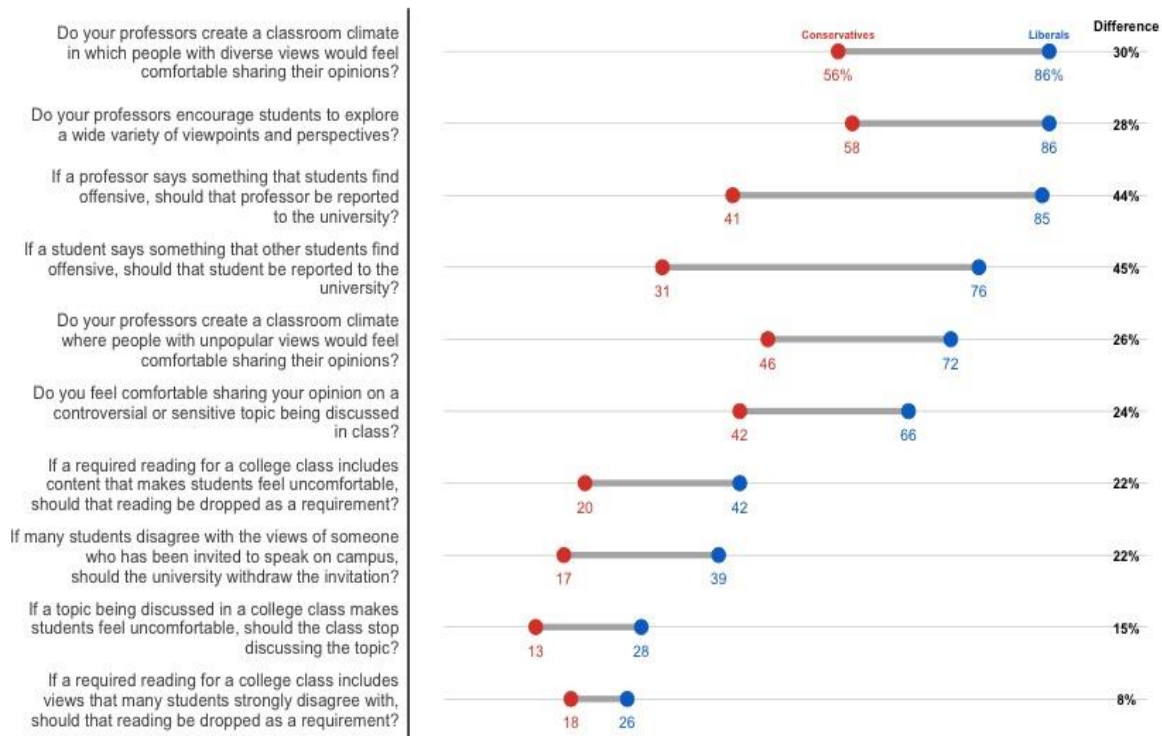 Difference
Do your professors create a classroom climate
in which people with diverse views would feel
comfortable sharing their opinions?
Conservatives
Liberals
56%
86%
30%
Do your professors encourage students to explore
a wide variety of viewpoints and perspectives?
58
86
28%
If a professor says something that students find
offensive, should that professor be reported
to the university?
41
85
44%
If a student says something that other students find
offensive, should that student be reported to the
university?
31
76
45%
Do your professors create a classroom climate
where people with unpopular views would feel
comfortable sharing their opinions?
46
72
26%
Do you feel comfortable sharing your opinion on a
controversial or sensitive topic being discussed
in class?
42
66
24%
If a required reading for a college class includes
content that makes students feel uncomfortable,
should that reading be dropped as a requirement?
20
42
22%
If many students disagree with the views of someone
who has been invited to speak on campus,
should the university withdraw the invitation?
17
39
22%
If a topic being discussed in a college class makes
students feel uncomfortable, should the class stop
discussing the topic?
13
28
15%
If a required reading for a college class includes
views that many students strongly disagree with,
should that reading be dropped as a requirement?
18
26
8%